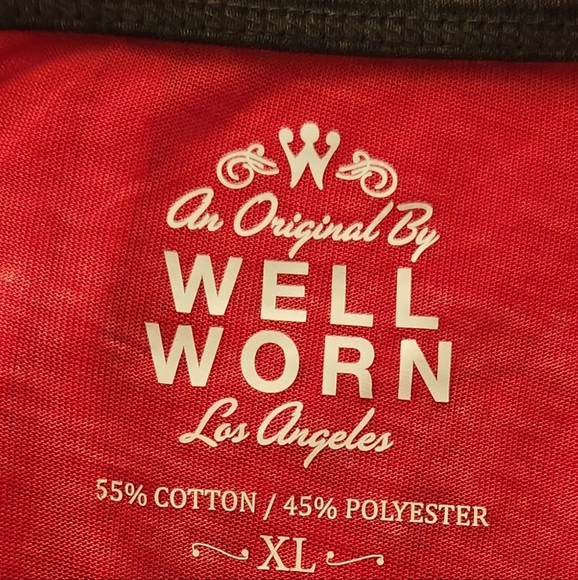 W
An Original By
WELL
WORN
Los Angeles
55% COTTON / 45% POLYESTER
XL